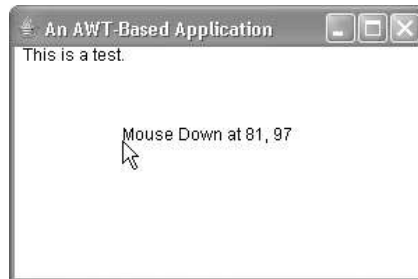 An AWT-Based Application
This is a test.
Mouse Down at 81, 97